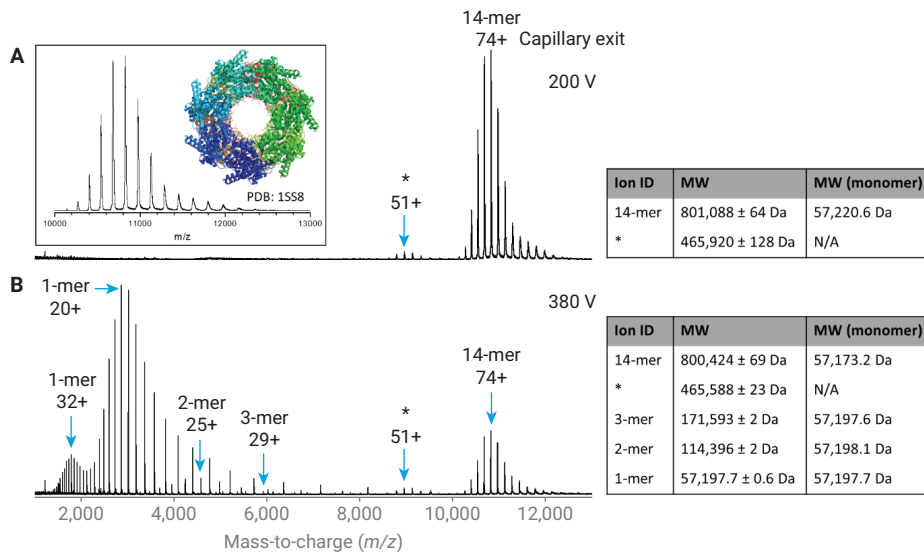 A
14-mer
74+
Capillary exit
200 V
PDB: 1SS8
10000 11000 12000 13000
m/z
*
51+
Ion ID MW MW (monomer)
14-mer 801,088 ± 64 Da 57,220.6 Da
* 465,920 ± 128 Da N/A
B
1-mer
20+
380 V
1-mer
32+
2-mer
25+
3-mer
29+
*
51+
14-mer
74+
Ion ID MW MW (monomer)
14-mer 800,424 ± 69 Da 57,173.2 Da
* 465,588 ± 23 Da N/A
3-mer 171,593 ± 2 Da 57,197.6 Da
2-mer 114,396 ± 2 Da 57,198.1 Da
1-mer 57,197.7 ± 0.6 Da 57,197.7 Da
2,000 4,000 6,000 8,000 10,000 12,000
Mass-to-charge (m/z)